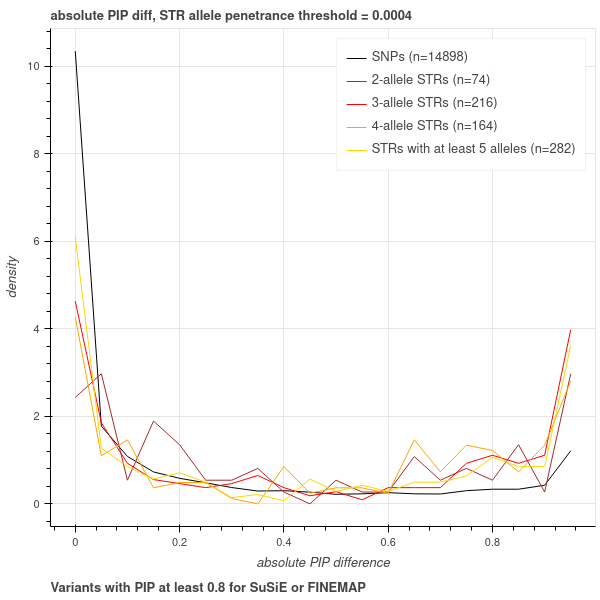 absolute PIP diff, STR allele penetrance threshold = 0.0004
SNPs (n=14898)
2-allele STRs (n=74)
3-allele STRs (n=216)
4-allele STRs (n=164)
STRs with at least 5 alleles (n=282)
density
10
8
6
4
2
0
0 0.2 0.4 0.6 0.8
absolute PIP difference
Variants with PIP at least 0.8 for SuSiE or FINEMAP